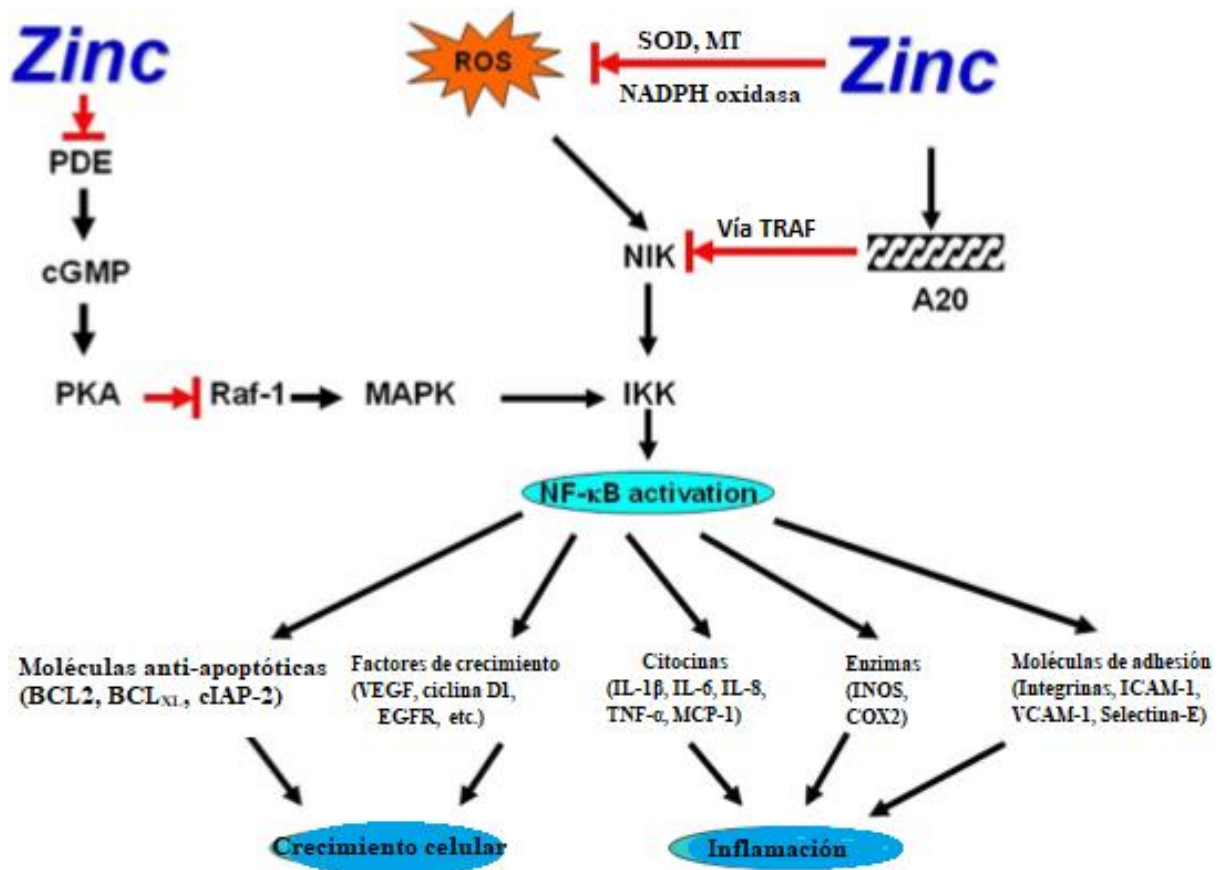 Zinc
ROS
SOD, MT
NADPH oxidasa
Zinc
PDE
cGMP
NIK
Vía TRAF
A20
PKA
Raf-1
MAPK
IKK
NF-κB activation
Moléculas anti-apoptóticas
(BCL2, BCLXL, cIAP-2)
Factores de crecimiento
(VEGF, ciclina D1,
EGFR, etc.)
Citocinas
(IL-1β, IL-6, IL-8,
TNF-α, MCP-1)
Enzimas
(INOS,
COX2)
Moléculas de adhesión
(Integrinas, ICAM-1,
VCAM-1, Selectina-E)
Crecimiento celular
Inflamación